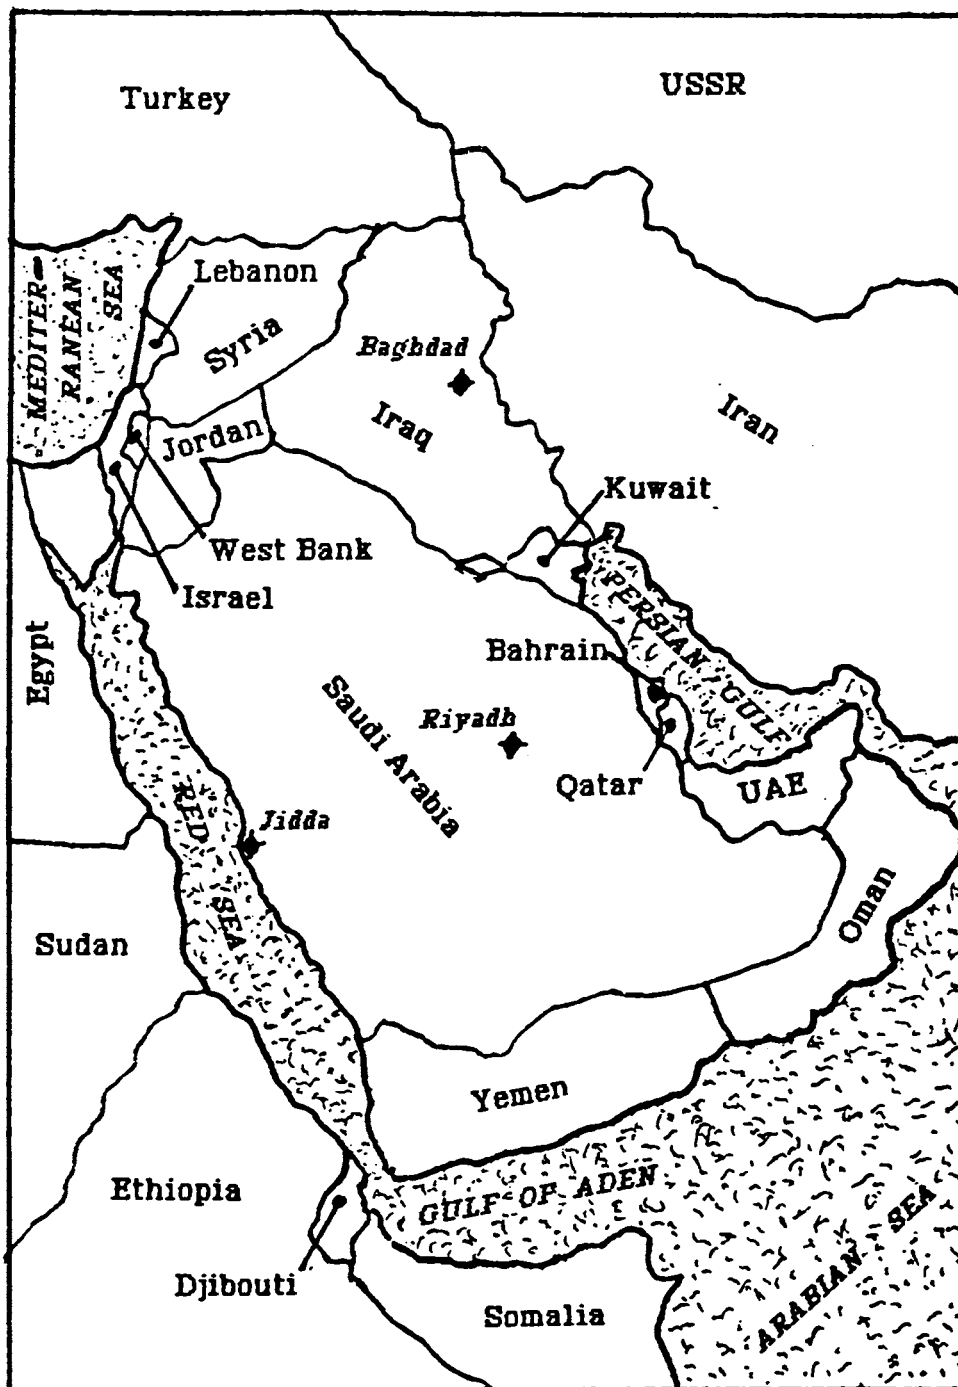 Turkey
USSR
MEDITER-
RANEAN
SEA
Lebanon
Syria
Baghdad
Iraq
Iran
Jordan
Kuwait
West Bank
Israel
PERSIAN GULF
Egypt
Bahrain
Saudi Arabia
Riyadh
Qatar
UAE
RED
SEA
Jidda
Oman
Sudan
Yemen
Ethiopia
GULF OF ADEN
ARABIAN SEA
Djibouti
Somalia